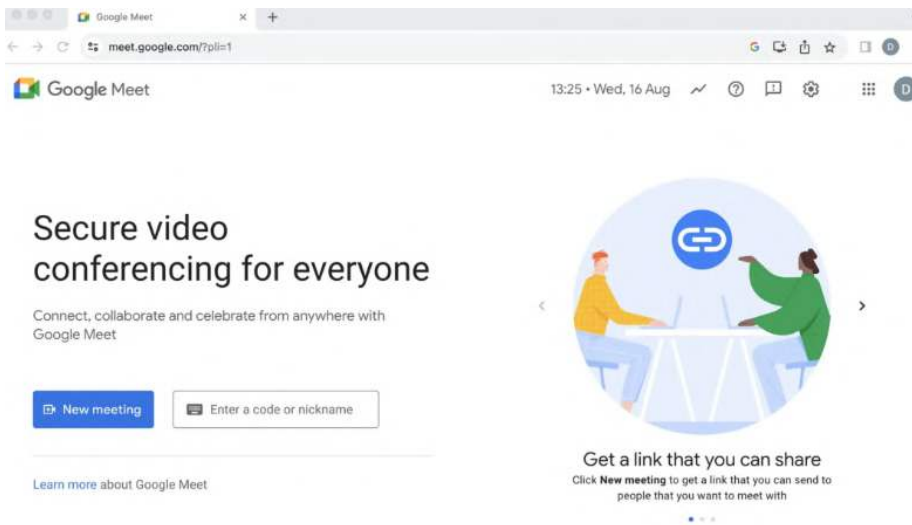 Google Meet
meet.google.com/?pli=1
D
Google Meet
13:25 • Wed, 16 Aug
D
Secure video
conferencing for everyone
Connect, collaborate and celebrate from anywhere with
Google Meet
New meeting
Enter a code or nickname
Learn more about Google Meet
Get a link that you can share
Click New meeting to get a link that you can send to
people that you want to meet with